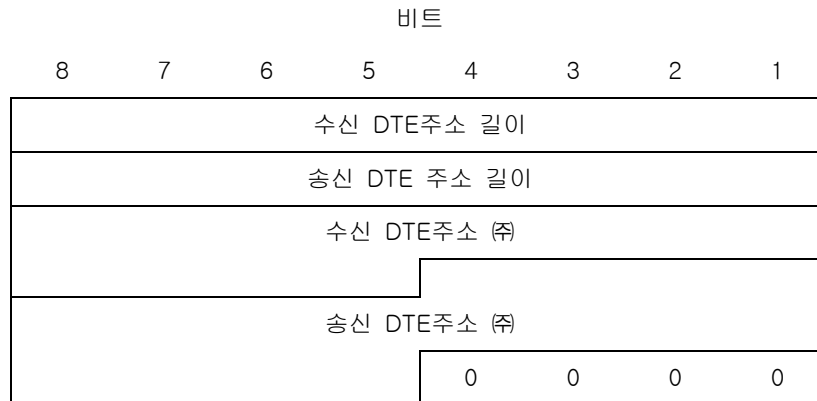 비트
8 7 6 5 4 3 2 1
수신 DTE주소 길이
송신 DTE 주소 길이
수신 DTE주소 ㈜
송신 DTE주소 ㈜
0 0 0 0